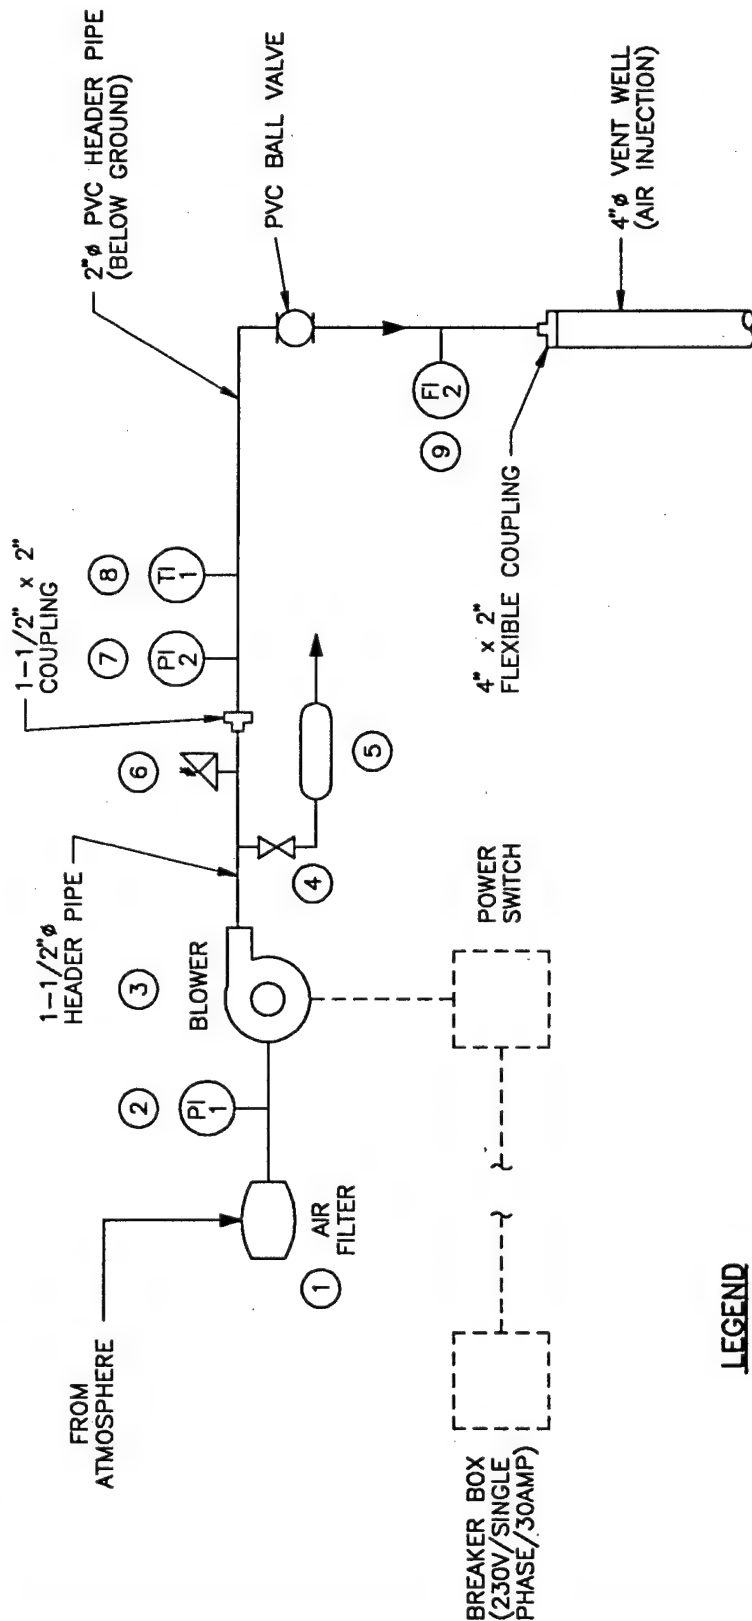 FROM
ATMOSPHERE
1
AIR
FILTER
2
PI
1
3
BLOWER
1-1/2"ø
HEADER PIPE
4
5
6
1-1/2" x 2"
COUPLING
7
PI
2
8
TI
1
2"ø PVC HEADER PIPE
(BELOW GROUND)
PVC BALL VALVE
9
FI
2
4" x 2"
FLEXIBLE COUPLING
4"ø VENT WELL
(AIR INJECTION)
BREAKER BOX
(230V/SINGLE
PHASE/30AMP)
POWER
SWITCH
LEGEND